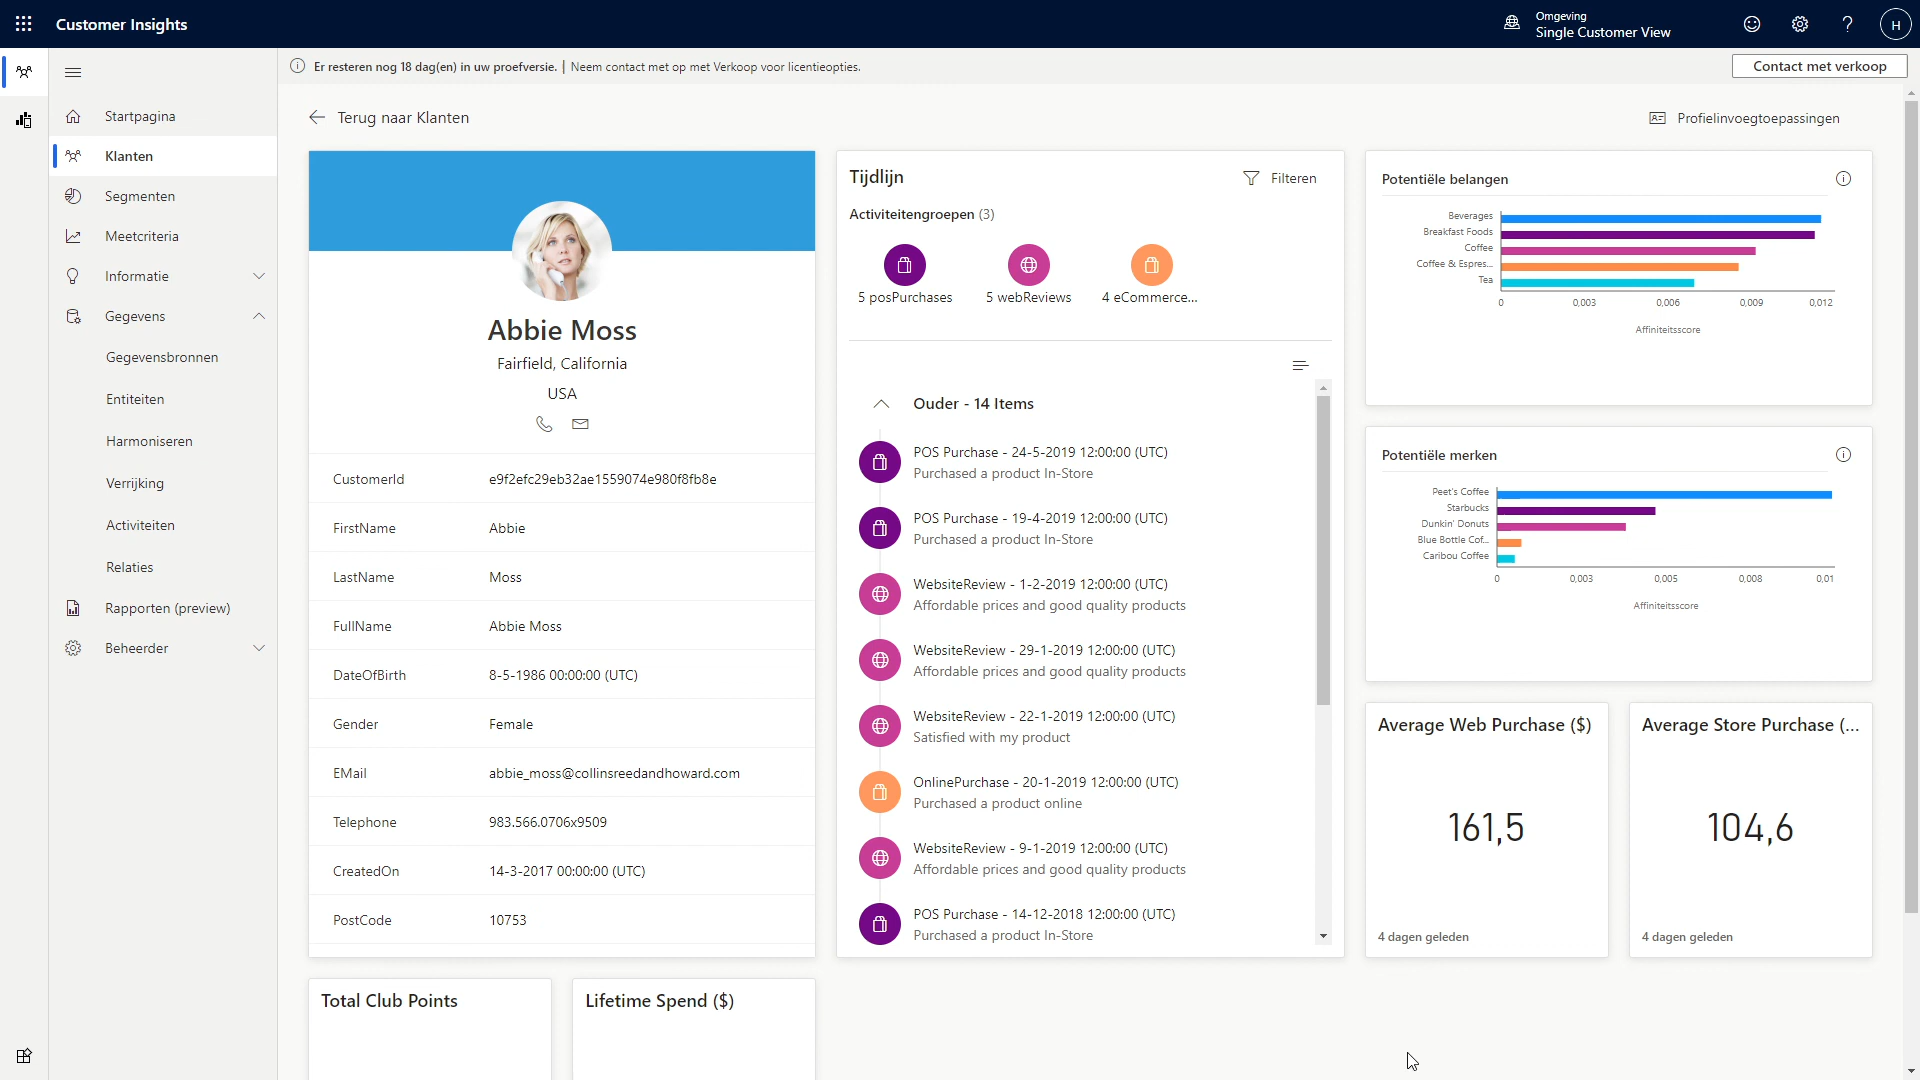 Customer Insights
Omgeving
Single Customer View
H
Er resteren nog 18 dag(en) in uw proefversie. | Neem contact met op met Verkoop voor licentieopties.
Contact met verkoop
Startpagina
Klanten
Segmenten
Meetcriteria
Informatie
Gegevens
Gegevensbronnen
Entiteiten
Harmoniseren
Verrijking
Activiteiten
Relaties
Rapporten (preview)
Beheerder
Terug naar Klanten
Profielinvoegtoepassingen
Abbie Moss
Fairfield, California
USA
CustomerId e9f2efc29eb32ae1559074e980f8fb8e
FirstName Abbie
LastName Moss
FullName Abbie Moss
DateOfBirth 8-5-1986 00:00:00 (UTC)
Gender Female
EMail abbie_moss@collinsreedandhoward.com
Telephone 983.566.0706x9509
CreatedOn 14-3-2017 00:00:00 (UTC)
PostCode 10753
Tijdlijn
Filteren
Activiteitengroepen (3)
5 posPurchases 5 webReviews 4 eCommerce...
Ouder - 14 Items
POS Purchase - 24-5-2019 12:00:00 (UTC)
Purchased a product In-Store
POS Purchase - 19-4-2019 12:00:00 (UTC)
Purchased a product In-Store
WebsiteReview - 1-2-2019 12:00:00 (UTC)
Affordable prices and good quality products
WebsiteReview - 29-1-2019 12:00:00 (UTC)
Affordable prices and good quality products
WebsiteReview - 22-1-2019 12:00:00 (UTC)
Satisfied with my product
OnlinePurchase - 20-1-2019 12:00:00 (UTC)
Purchased a product online
WebsiteReview - 9-1-2019 12:00:00 (UTC)
Affordable prices and good quality products
POS Purchase - 14-12-2018 12:00:00 (UTC)
Purchased a product In-Store
Potentiële belangen
Beverages
Breakfast Foods
Coffee
Coffee & Espres...
Tea
0 0,003 0,006 0,009 0,012
Affiniteitsscore
Potentiële merken
Peet's Coffee
Starbucks
Dunkin' Donuts
Blue Bottle Cof...
Caribou Coffee
0 0,003 0,005 0,008 0,01
Affiniteitsscore
Average Web Purchase ($)
161,5
4 dagen geleden
Average Store Purchase (...
104,6
4 dagen geleden
Total Club Points
Lifetime Spend ($)